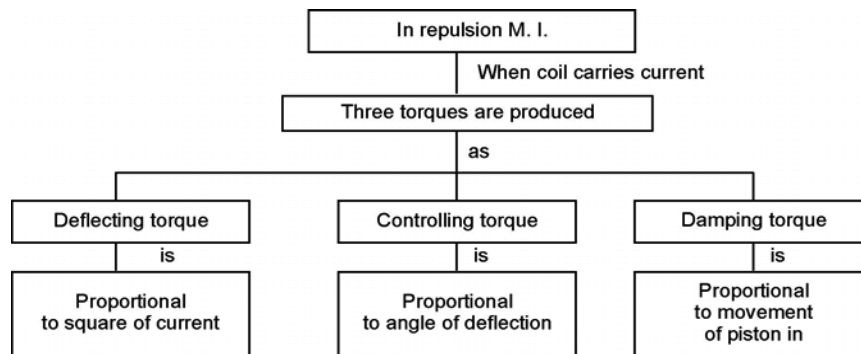 In repulsion M. I.
When coil carries current
Three torques are produced
as
Deflecting torque
Controlling torque
Damping torque
is
is
is
Proportional
to square of current
Proportional
to angle of deflection
Proportional
to movement
of piston in